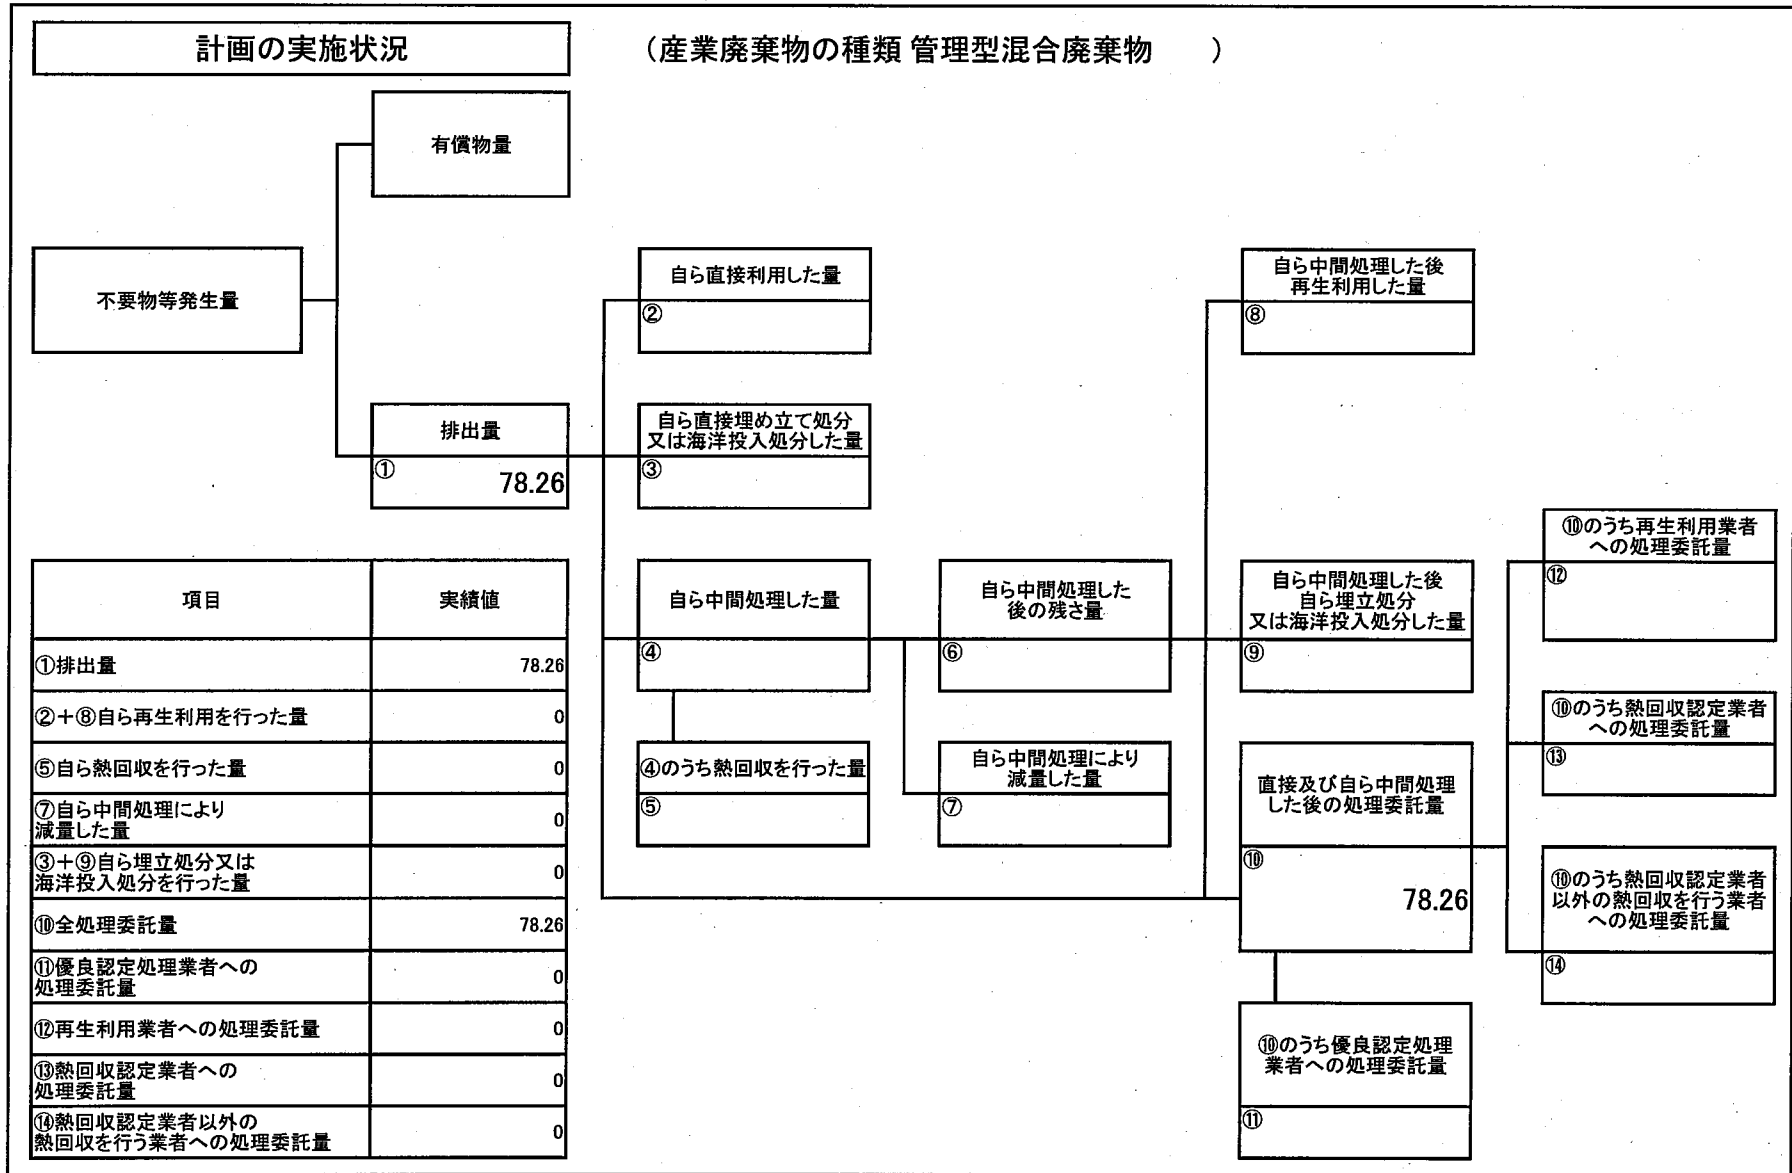 計画の実施状況
（産業廃棄物の種類 管理型混合廃棄物　　）
有償物量
不要物等発生量
自ら直接利用した量
②
自ら中間処理した後
再生利用した量
⑧
排出量
①
78.26
自ら直接埋め立て処分
又は海洋投入処分した量
③
⑩のうち再生利用業者
への処理委託量
⑫
自ら中間処理した量
④
自ら中間処理した
後の残さ量
⑥
自ら中間処理した後
自ら埋立処分
又は海洋投入処分した量
⑨
⑩のうち熱回収認定業者
への処理委託量
⑬
④のうち熱回収を行った量
⑤
自ら中間処理により
減量した量
⑦
直接及び自ら中間処理
した後の処理委託量
⑩
78.26
⑩のうち熱回収認定業者
以外の熱回収を行う業者
への処理委託量
⑭
⑩のうち優良認定処理
業者への処理委託量
⑪
項目 実績値
①排出量 78.26
②＋⑧自ら再生利用を行った量 0
⑤自ら熱回収を行った量 0
⑦自ら中間処理により
減量した量 0
③＋⑨自ら埋立処分又は
海洋投入処分を行った量 0
⑩全処理委託量 78.26
⑪優良認定処理業者への
処理委託量 0
⑫再生利用業者への処理委託量 0
⑬熱回収認定業者への
処理委託量 0
⑭熱回収認定業者以外の
熱回収を行う業者への処理委託量 0